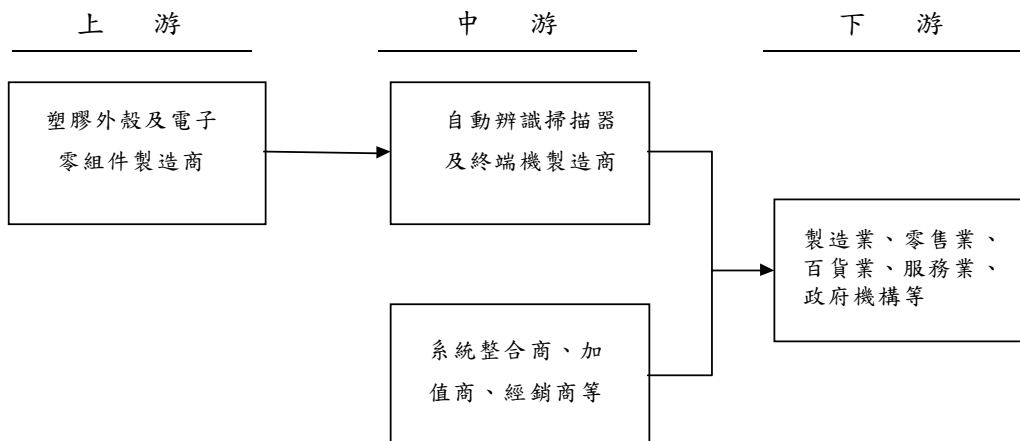 上 游
中 游
下 游
塑膠外殼及電子
零組件製造商
自動辨識掃描器
及終端機製造商
製造業、零售業、
百貨業、服務業、
政府機構等
系統整合商、加
值商、經銷商等